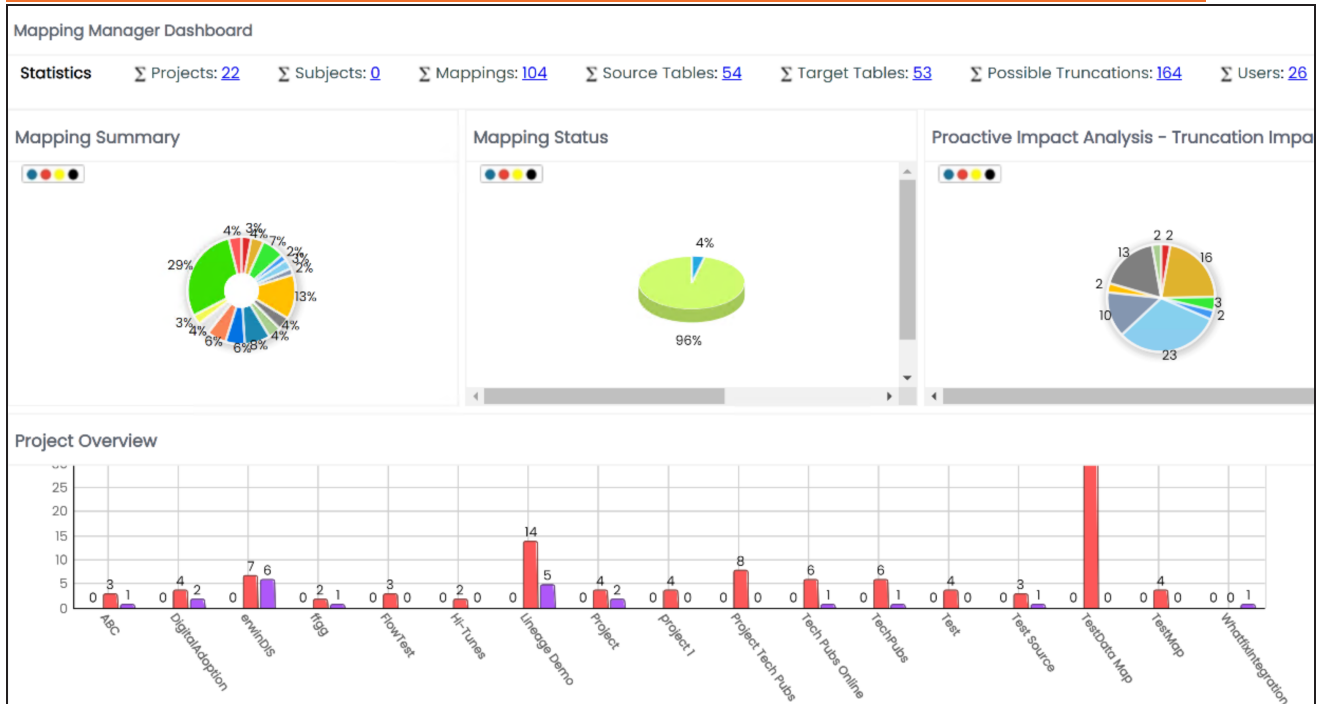 Mapping Manager Dashboard
Statistics Σ Projects: 22 Σ Subjects: 0 Σ Mappings: 104 Σ Source Tables: 54 Σ Target Tables: 53 Σ Possible Truncations: 164 Σ Users: 26
Mapping Summary
4% 3% 4% 7% 2% 3% 2% 13% 4% 4% 8% 6% 6% 4% 3% 29%
Mapping Status
4%
96%
Proactive Impact Analysis - Truncation Impa
2 2 16 3 2 23 10 2 13
Project Overview
25
20
15
10
5
0
0 3 1 0 4 2 0 7 6 0 2 1 0 3 0 0 2 0 0 14 5 0 4 2 0 4 0 0 8 0 0 6 1 0 6 1 0 4 0 0 3 1 0 0 0 4 0 0 0 1
ABC
DigitalAdoption
erwinDIS
ffgg
FlowTest
Hi-Tunes
Lineage Demo
Project
project 1
Project Tech Pubs
Tech Pubs Online
TechPubs
Test
Test Source
TestData Map
TestMap
WhatfixIntegration